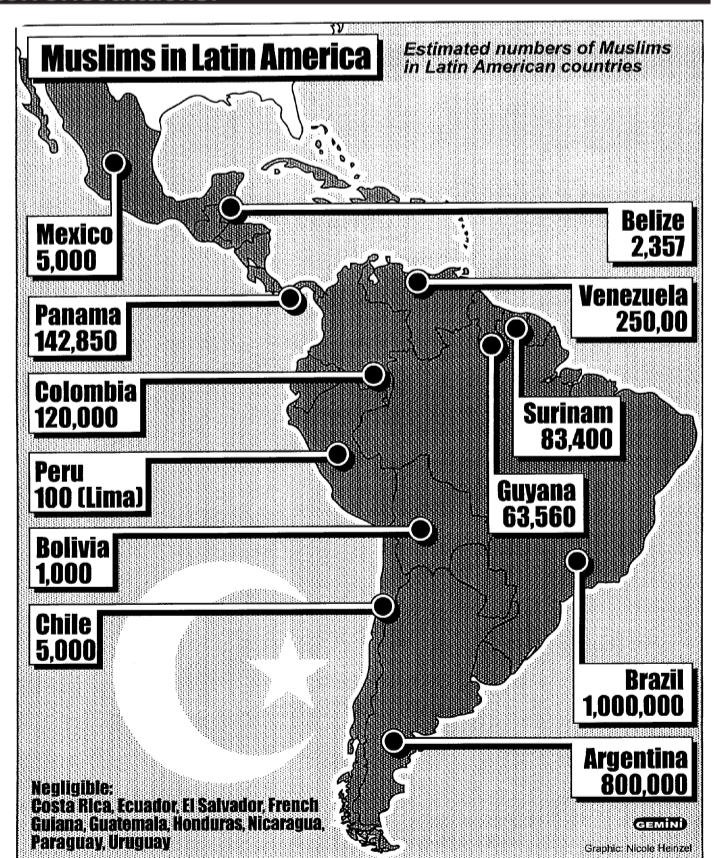 Muslims in Latin America
Estimated numbers of Muslims
in Latin American countries
Mexico
5,000
Belize
2,357
Panama
142,850
Venezuela
250,00
Colombia
120,000
Surinam
83,400
Peru
100 (Lima)
Guyana
63,560
Bolivia
1,000
Chile
5,000
Brazil
1,000,000
Argentina
800,000
Negligible:
Costa Rica, Ecuador, El Salvador, French
Guiana, Guatemala, Honduras, Nicaragua,
Paraguay, Uruguay
GEMINI
Graphic: Nicole Heinzel